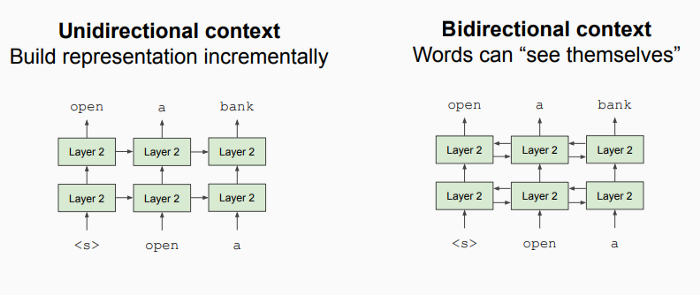 Unidirectional context
Build representation incrementally
open a bank
Layer 2 Layer 2 Layer 2
Layer 2 Layer 2 Layer 2
<s> open a
Bidirectional context
Words can “see themselves”
open a bank
Layer 2 Layer 2 Layer 2
Layer 2 Layer 2 Layer 2
<s> open a